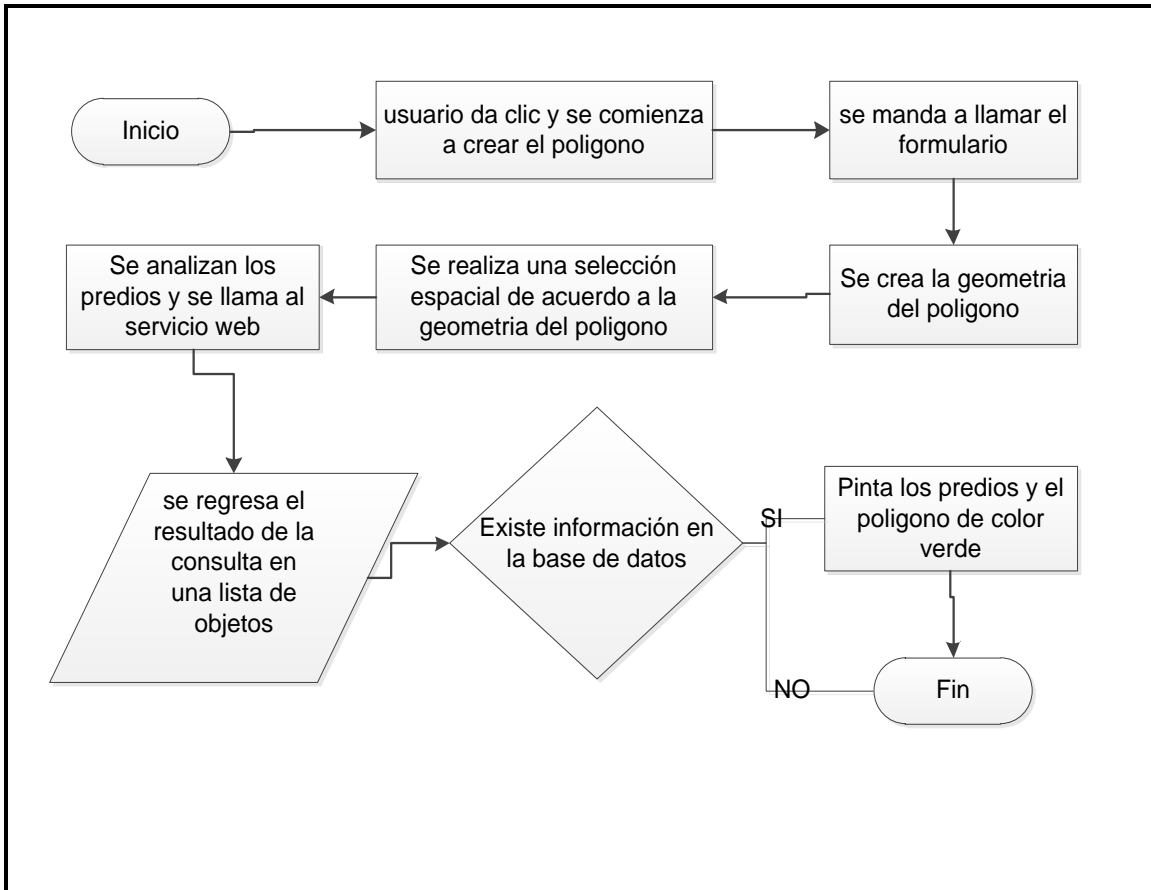 Inicio
usuario da clic y se comienza
a crear el poligono
se manda a llamar el
formulario
Se crea la geometria
del poligono
Se realiza una selección
espacial de acuerdo a la
geometria del poligono
Se analizan los
predios y se llama al
servicio web
se regresa el
resultado de la
consulta en
una lista de
objetos
Existe información en
la base de datos
SI
Pinta los predios y el
poligono de color
verde
NO
Fin